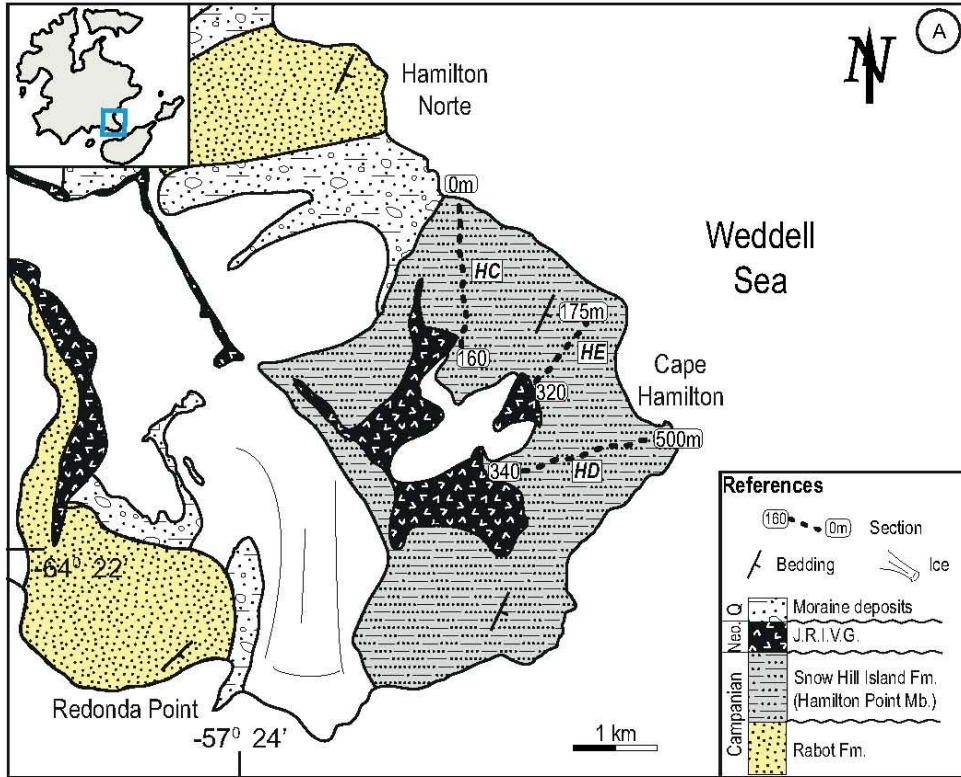 A
N
Hamilton
Norte
0m
Weddell
Sea
HC
175m
160
HE
Cape
Hamilton
320
500m
340
HD
-64⁰ 22'
Redonda Point
-57⁰ 24'
1 km
References
160
0m
Section
Bedding
Ice
Q
Moraine deposits
Neo.
J.R.I.V.G.
Campanian
Snow Hill Island Fm.
(Hamilton Point Mb.)
Rabot Fm.